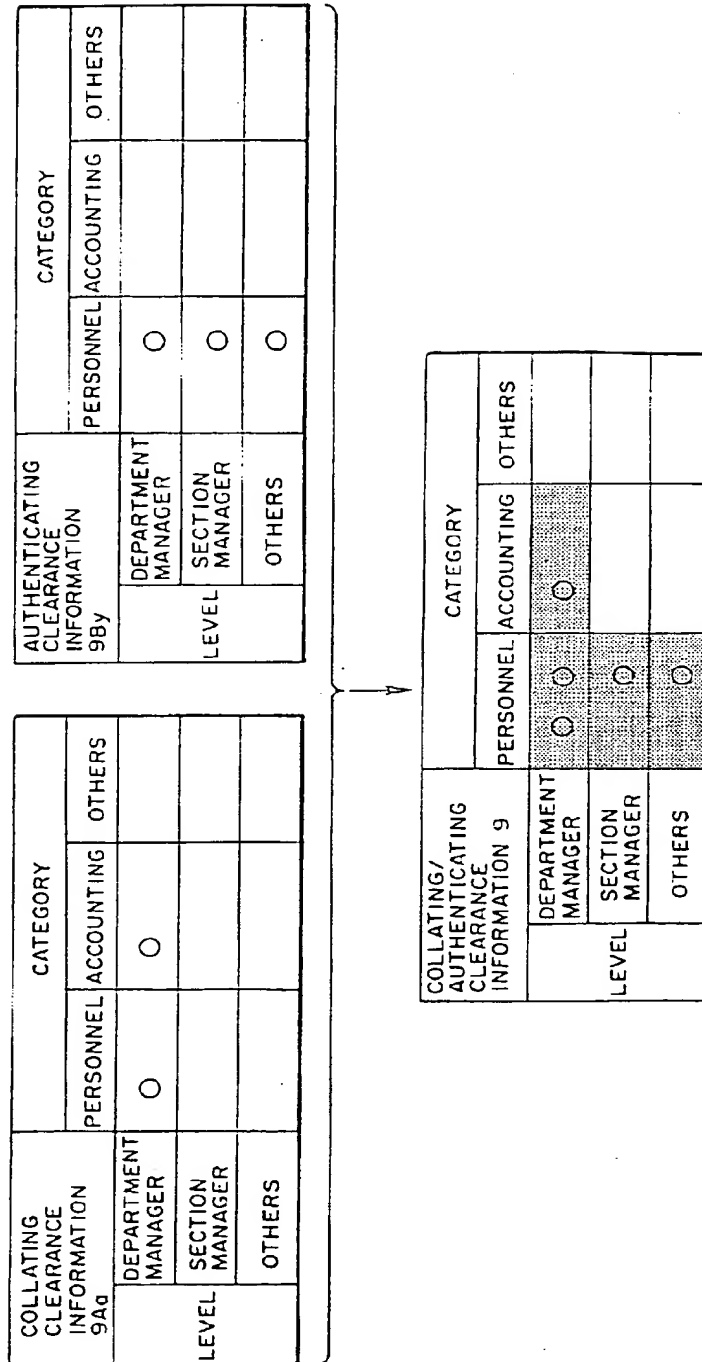 COLLATING
CLEARANCE
INFORMATION
9Aa
CATEGORY
PERSONNEL ACCOUNTING OTHERS
LEVEL
DEPARTMENT
MANAGER
SECTION
MANAGER
OTHERS
AUTHENTICATING
CLEARANCE
INFORMATION
9By
CATEGORY
PERSONNEL ACCOUNTING OTHERS
LEVEL
DEPARTMENT
MANAGER
SECTION
MANAGER
OTHERS
COLLATING/
AUTHENTICATING
CLEARANCE
INFORMATION 9
CATEGORY
PERSONNEL ACCOUNTING OTHERS
LEVEL
DEPARTMENT
MANAGER
SECTION
MANAGER
OTHERS